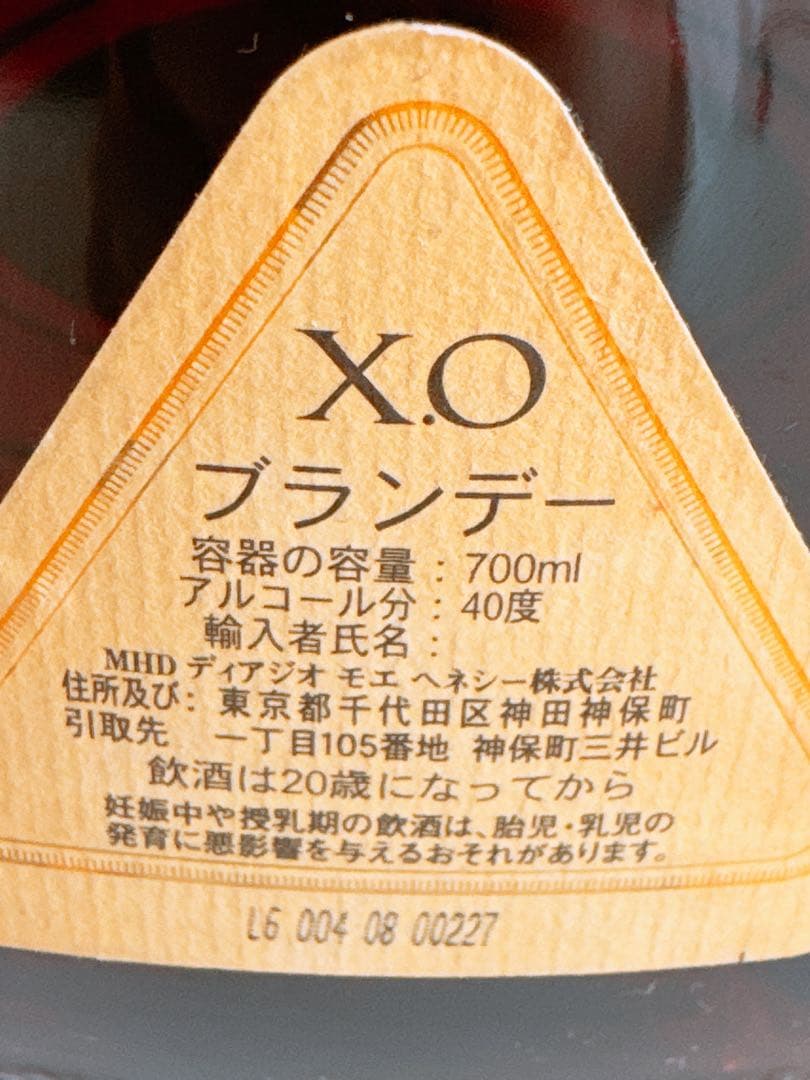 X.O
ブランデー
容器の容量 : 700ml
アルコール分 : 40度
輸入者氏名 :
MHD ディアジオ モエ ヘネシー株式会社
住所及び : 東京都千代田区神田神保町
引取先 一丁目105番地 神保町三井ビル
飲酒は20歳になってから
妊娠中や授乳期の飲酒は、胎児・乳児の
発育に悪影響を与えるおそれがあります。
L6 004 08 00227